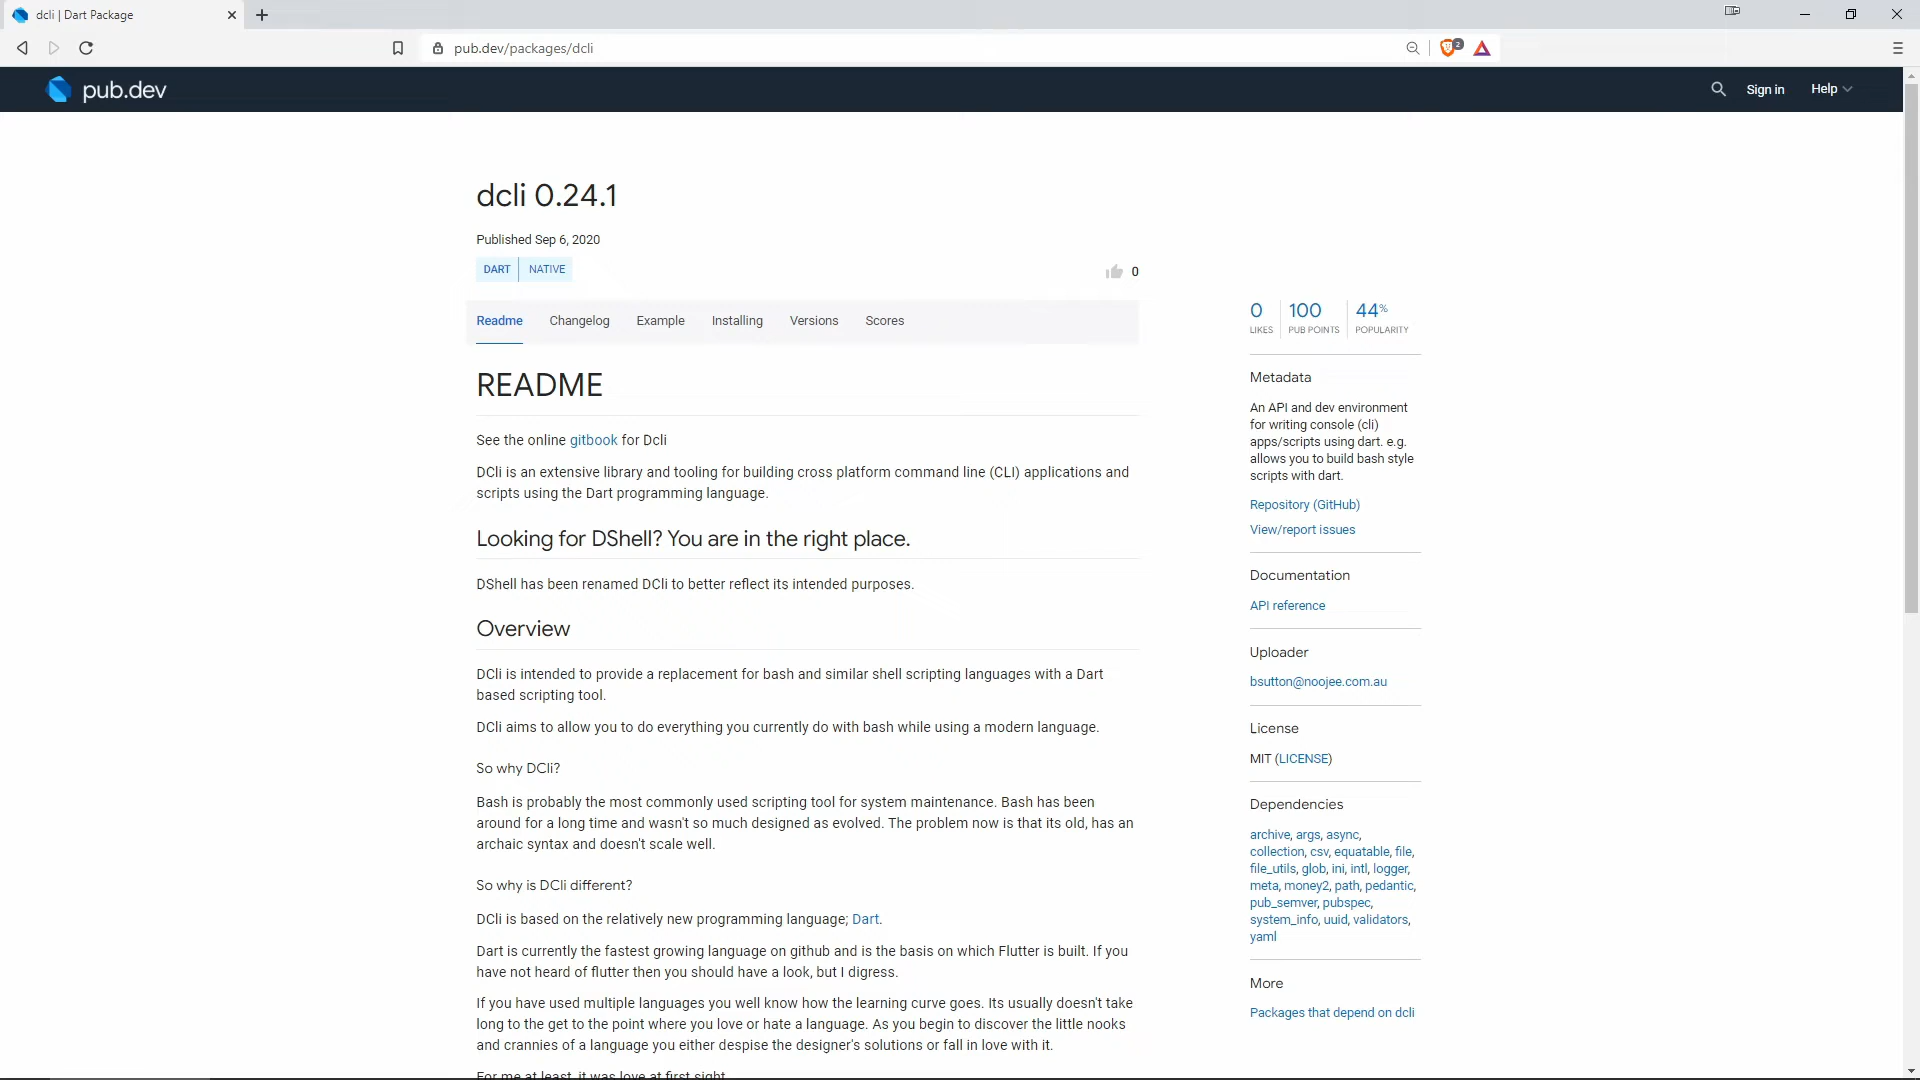 dcli | Dart Package
pub.dev/packages/dcli
2
pub.dev
Sign in
Help
dcli 0.24.1
Published Sep 6, 2020
DART NATIVE
0
Readme Changelog Example Installing Versions Scores
README
See the online gitbook for Dcli
DCli is an extensive library and tooling for building cross platform command line (CLI) applications and
scripts using the Dart programming language.
Looking for DShell? You are in the right place.
DShell has been renamed DCli to better reflect its intended purposes.
Overview
DCli is intended to provide a replacement for bash and similar shell scripting languages with a Dart
based scripting tool.
DCli aims to allow you to do everything you currently do with bash while using a modern language.
So why DCli?
Bash is probably the most commonly used scripting tool for system maintenance. Bash has been
around for a long time and wasn't so much designed as evolved. The problem now is that its old, has an
archaic syntax and doesn't scale well.
So why is DCli different?
DCli is based on the relatively new programming language; Dart.
Dart is currently the fastest growing language on github and is the basis on which Flutter is built. If you
have not heard of flutter then you should have a look, but I digress.
If you have used multiple languages you well know how the learning curve goes. Its usually doesn't take
long to the get to the point where you love or hate a language. As you begin to discover the little nooks
and crannies of a language you either despise the designer's solutions or fall in love with it.
For me at least, it was love at first sight.
0 100 44%
LIKES PUB POINTS POPULARITY
Metadata
An API and dev environment
for writing console (cli)
apps/scripts using dart. e.g.
allows you to build bash style
scripts with dart.
Repository (GitHub)
View/report issues
Documentation
API reference
Uploader
bsutton@noojee.com.au
License
MIT (LICENSE)
Dependencies
archive, args, async,
collection, csv, equatable, file,
file_utils, glob, ini, intl, logger,
meta, money2, path, pedantic,
pub_semver, pubspec,
system_info, uuid, validators,
yaml
More
Packages that depend on dcli